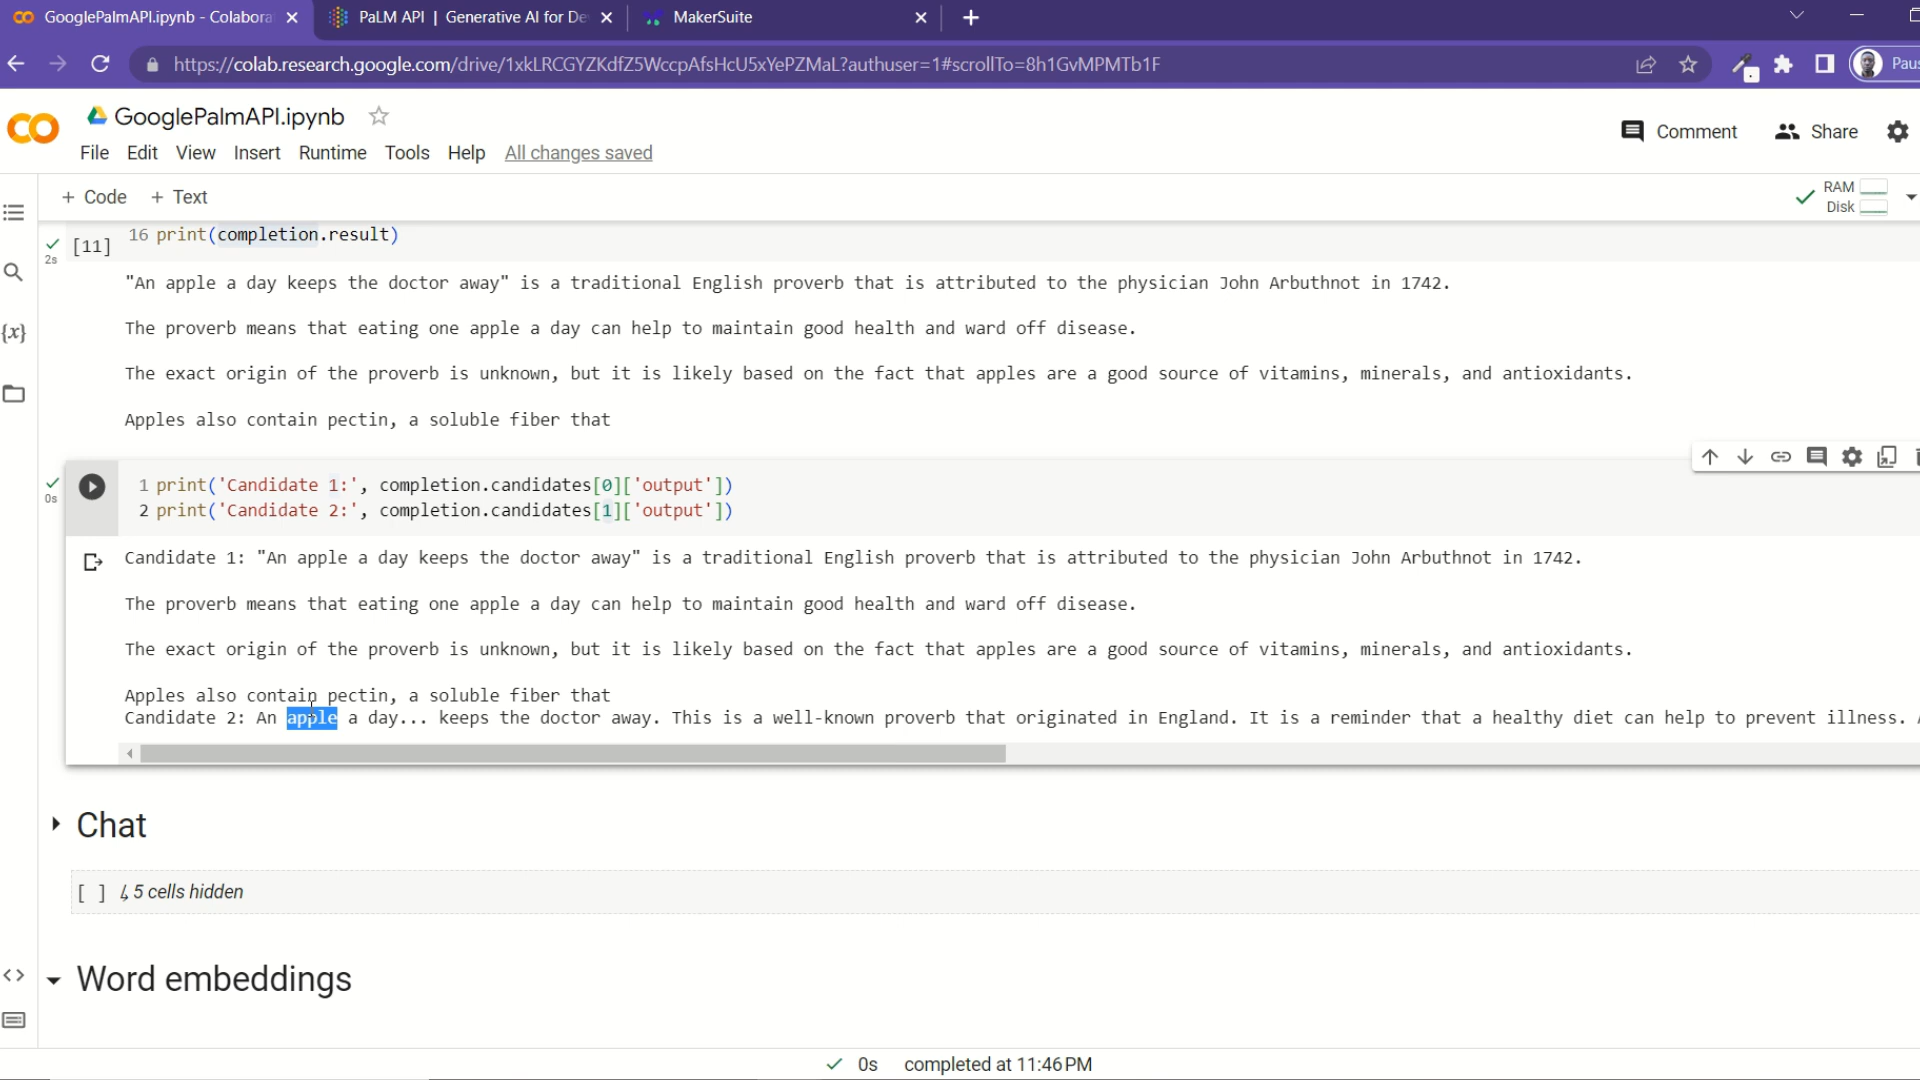 GooglePalmAPI.ipynb - Colabora
PaLM API | Generative AI for De
MakerSuite
https://colab.research.google.com/drive/1xkLRCGYZKdfZ5WccpAfsHcU5xYePZMaL?authuser=1#scrollTo=8h1GvMPMTb1F
Paus
GooglePalmAPI.ipynb
Comment
Share
File Edit View Insert Runtime Tools Help All changes saved
+ Code + Text
RAM
Disk
2s
[11]
16 print(completion.result)
"An apple a day keeps the doctor away" is a traditional English proverb that is attributed to the physician John Arbuthnot in 1742.
The proverb means that eating one apple a day can help to maintain good health and ward off disease.
{x}
The exact origin of the proverb is unknown, but it is likely based on the fact that apples are a good source of vitamins, minerals, and antioxidants.
Apples also contain pectin, a soluble fiber that
0s
1 print('Candidate 1:', completion.candidates[0]['output'])
2 print('Candidate 2:', completion.candidates[1]['output'])
Candidate 1: "An apple a day keeps the doctor away" is a traditional English proverb that is attributed to the physician John Arbuthnot in 1742.
The proverb means that eating one apple a day can help to maintain good health and ward off disease.
The exact origin of the proverb is unknown, but it is likely based on the fact that apples are a good source of vitamins, minerals, and antioxidants.
Apples also contain pectin, a soluble fiber that
Candidate 2: An apple a day... keeps the doctor away. This is a well-known proverb that originated in England. It is a reminder that a healthy diet can help to prevent illness.
Chat
[ ] ↳ 5 cells hidden
<> Word embeddings
0s completed at 11:46 PM